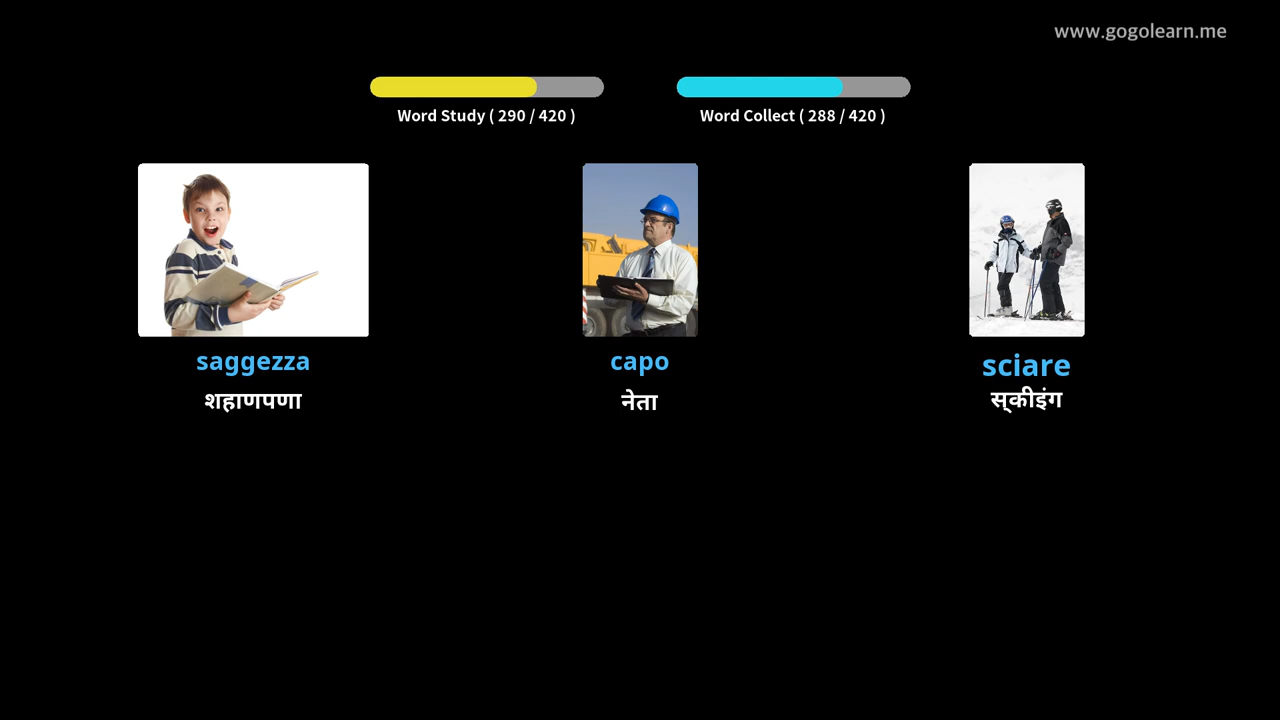 www.gogolearn.me
Word Study ( 290 / 420 )
Word Collect ( 288 / 420 )
saggezza
capo
sciare
शहाणपणा
नेता
स्कीइंग